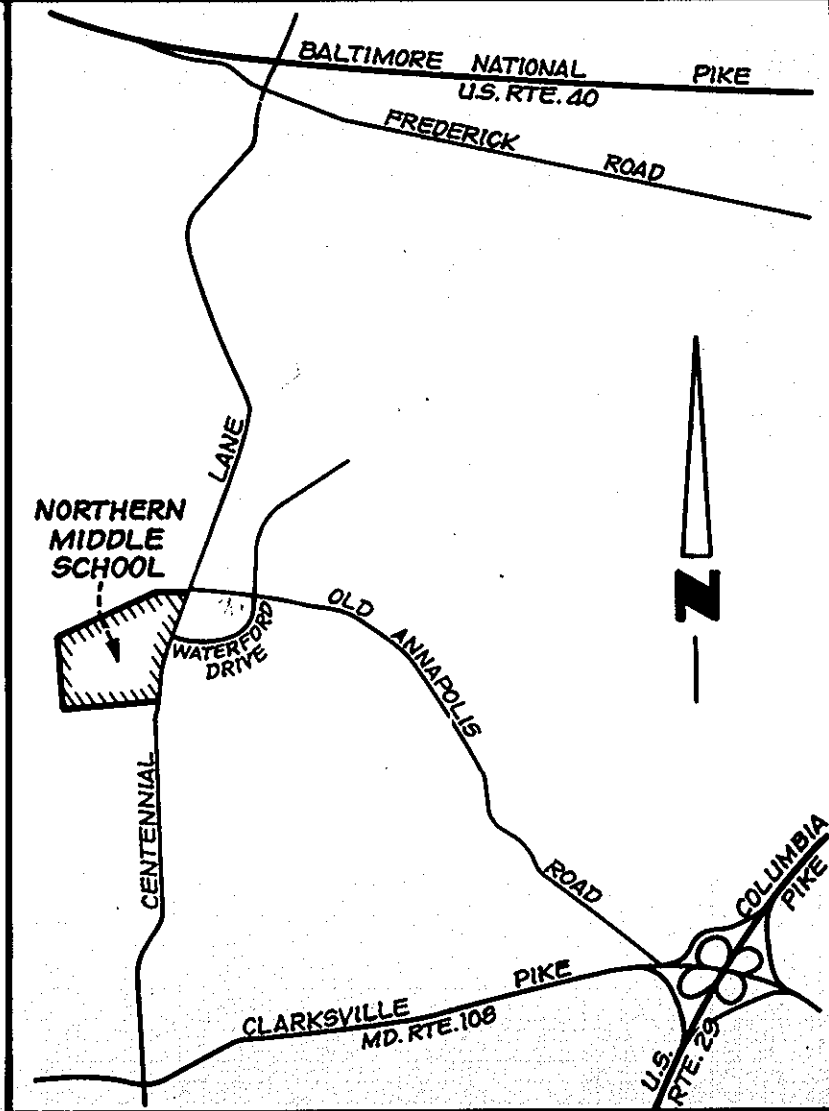 BALTIMORE NATIONAL PIKE
U.S. RTE. 40
FREDERICK ROAD
LANE
NORTHERN
MIDDLE
SCHOOL
OLD ANNAPOLIS ROAD
WATERFORD
DRIVE
N
CENTENNIAL
COLUMBIA
PIKE
CLARKSVILLE PIKE
MD. RTE. 108
U.S.
RTE. 29